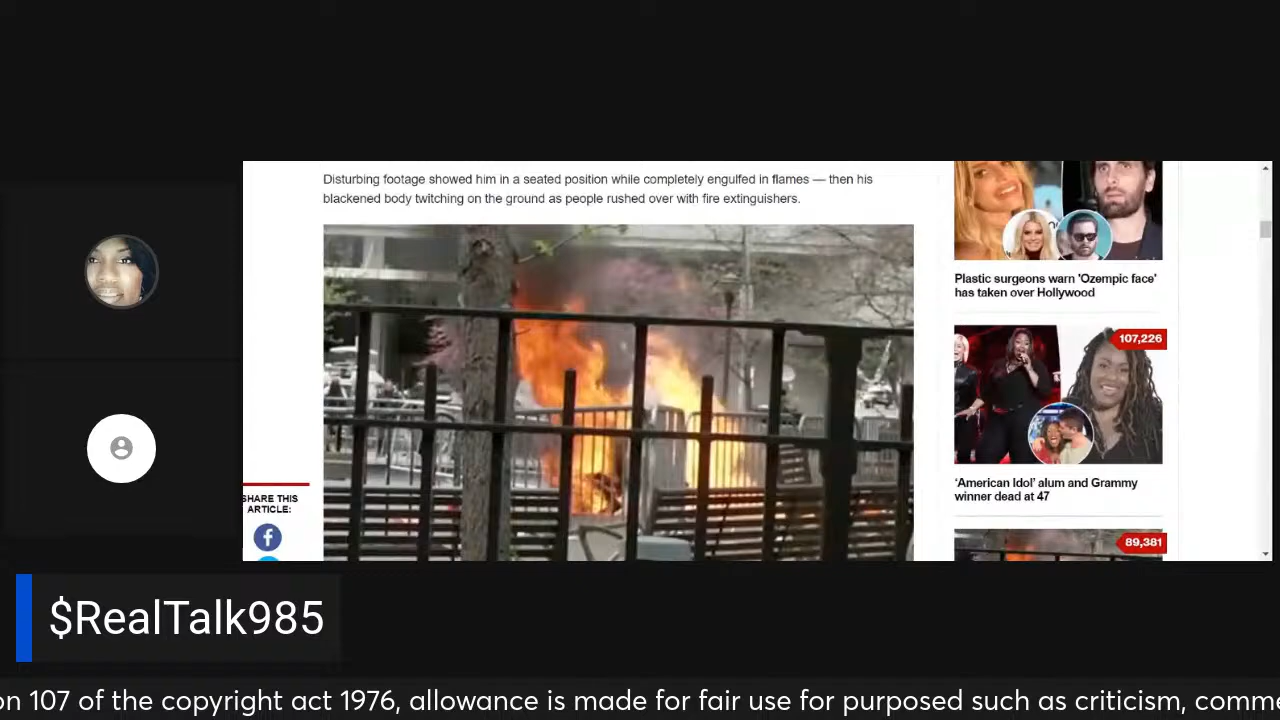 Disturbing footage showed him in a seated position while completely engulfed in flames — then his
blackened body twitching on the ground as people rushed over with fire extinguishers.
Plastic surgeons warn 'Ozempic face'
has taken over Hollywood
107,226
SHARE THIS
ARTICLE:
‘American Idol’ alum and Grammy
winner dead at 47
89,381
$RealTalk985
on 107 of the copyright act 1976, allowance is made for fair use for purposed such as criticism, comme